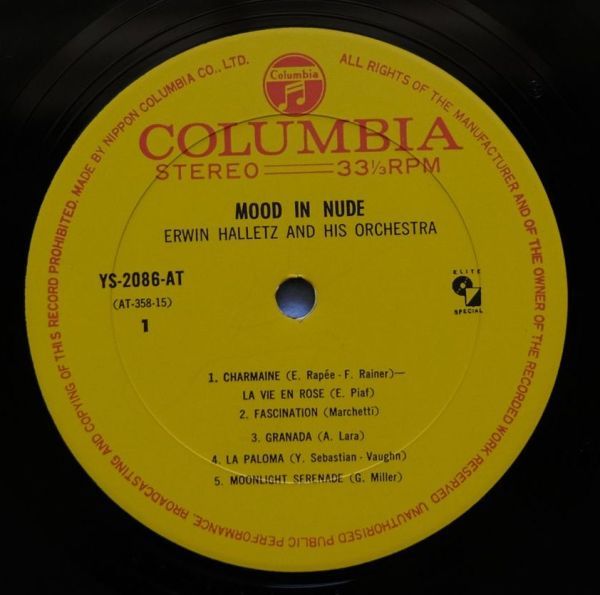 ALL RIGHTS OF THE MANUFACTURER AND OF THE OWNER OF THE RECORDED WORK RESERVED. UNAUTHORISED PUBLIC PERFORMANCE, BROADCASTING AND COPYING OF THIS RECORD PROHIBITED. MADE BY NIPPON COLUMBIA CO., LTD.
Columbia
COLUMBIA
STEREO 33⅓RPM
MOOD IN NUDE
ERWIN HALLETZ AND HIS ORCHESTRA
YS-2086-AT
(AT-358-15)
1
ELITE
SPECIAL
1. CHARMAINE (E. Rapée - F. Rainer)—
LA VIE EN ROSE (E. Piaf)
2. FASCINATION (Marchetti)
3. GRANADA (A. Lara)
4. LA PALOMA (Y. Sebastian - Vaughn)
5. MOONLIGHT SERENADE (G. Miller)